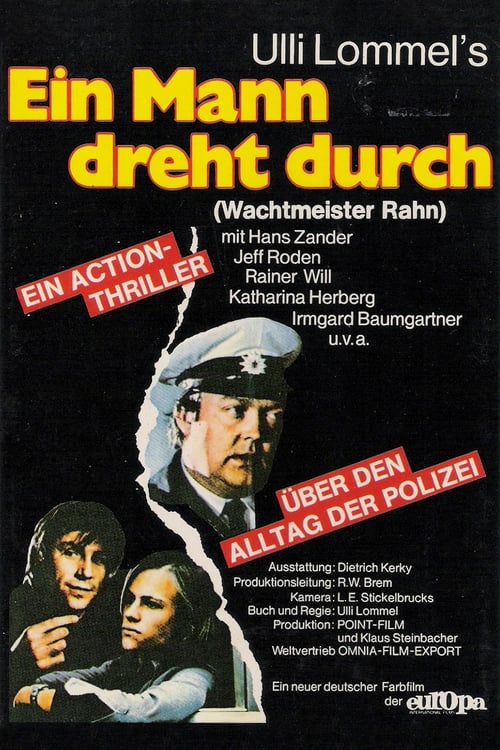 Ulli Lommel's
Ein Mann
dreht durch
(Wachtmeister Rahn)
mit Hans Zander
Jeff Roden
Rainer Will
Katharina Herberg
Irmgard Baumgartner
u.v.a.
EIN ACTION-
THRILLER
ÜBER DEN
ALLTAG DER POLIZEI
Ausstattung: Dietrich Kerky
Produktionsleitung: R.W. Brem
Kamera: L.E. Stickelbrucks
Buch und Regie: Ulli Lommel
Produktion: POINT-FILM
und Klaus Steinbacher
Weltvertrieb OMNIA-FILM-EXPORT
Ein neuer deutscher Farbfilm
der europa